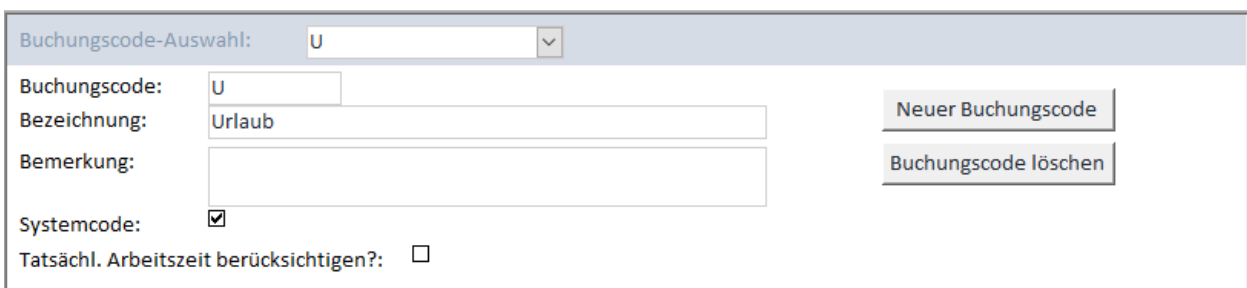 Buchungscode-Auswahl: U
Buchungscode: U
Neuer Buchungscode
Bezeichnung: Urlaub
Bemerkung:
Buchungscode löschen
Systemcode:
Tatsächl. Arbeitszeit berücksichtigen?: